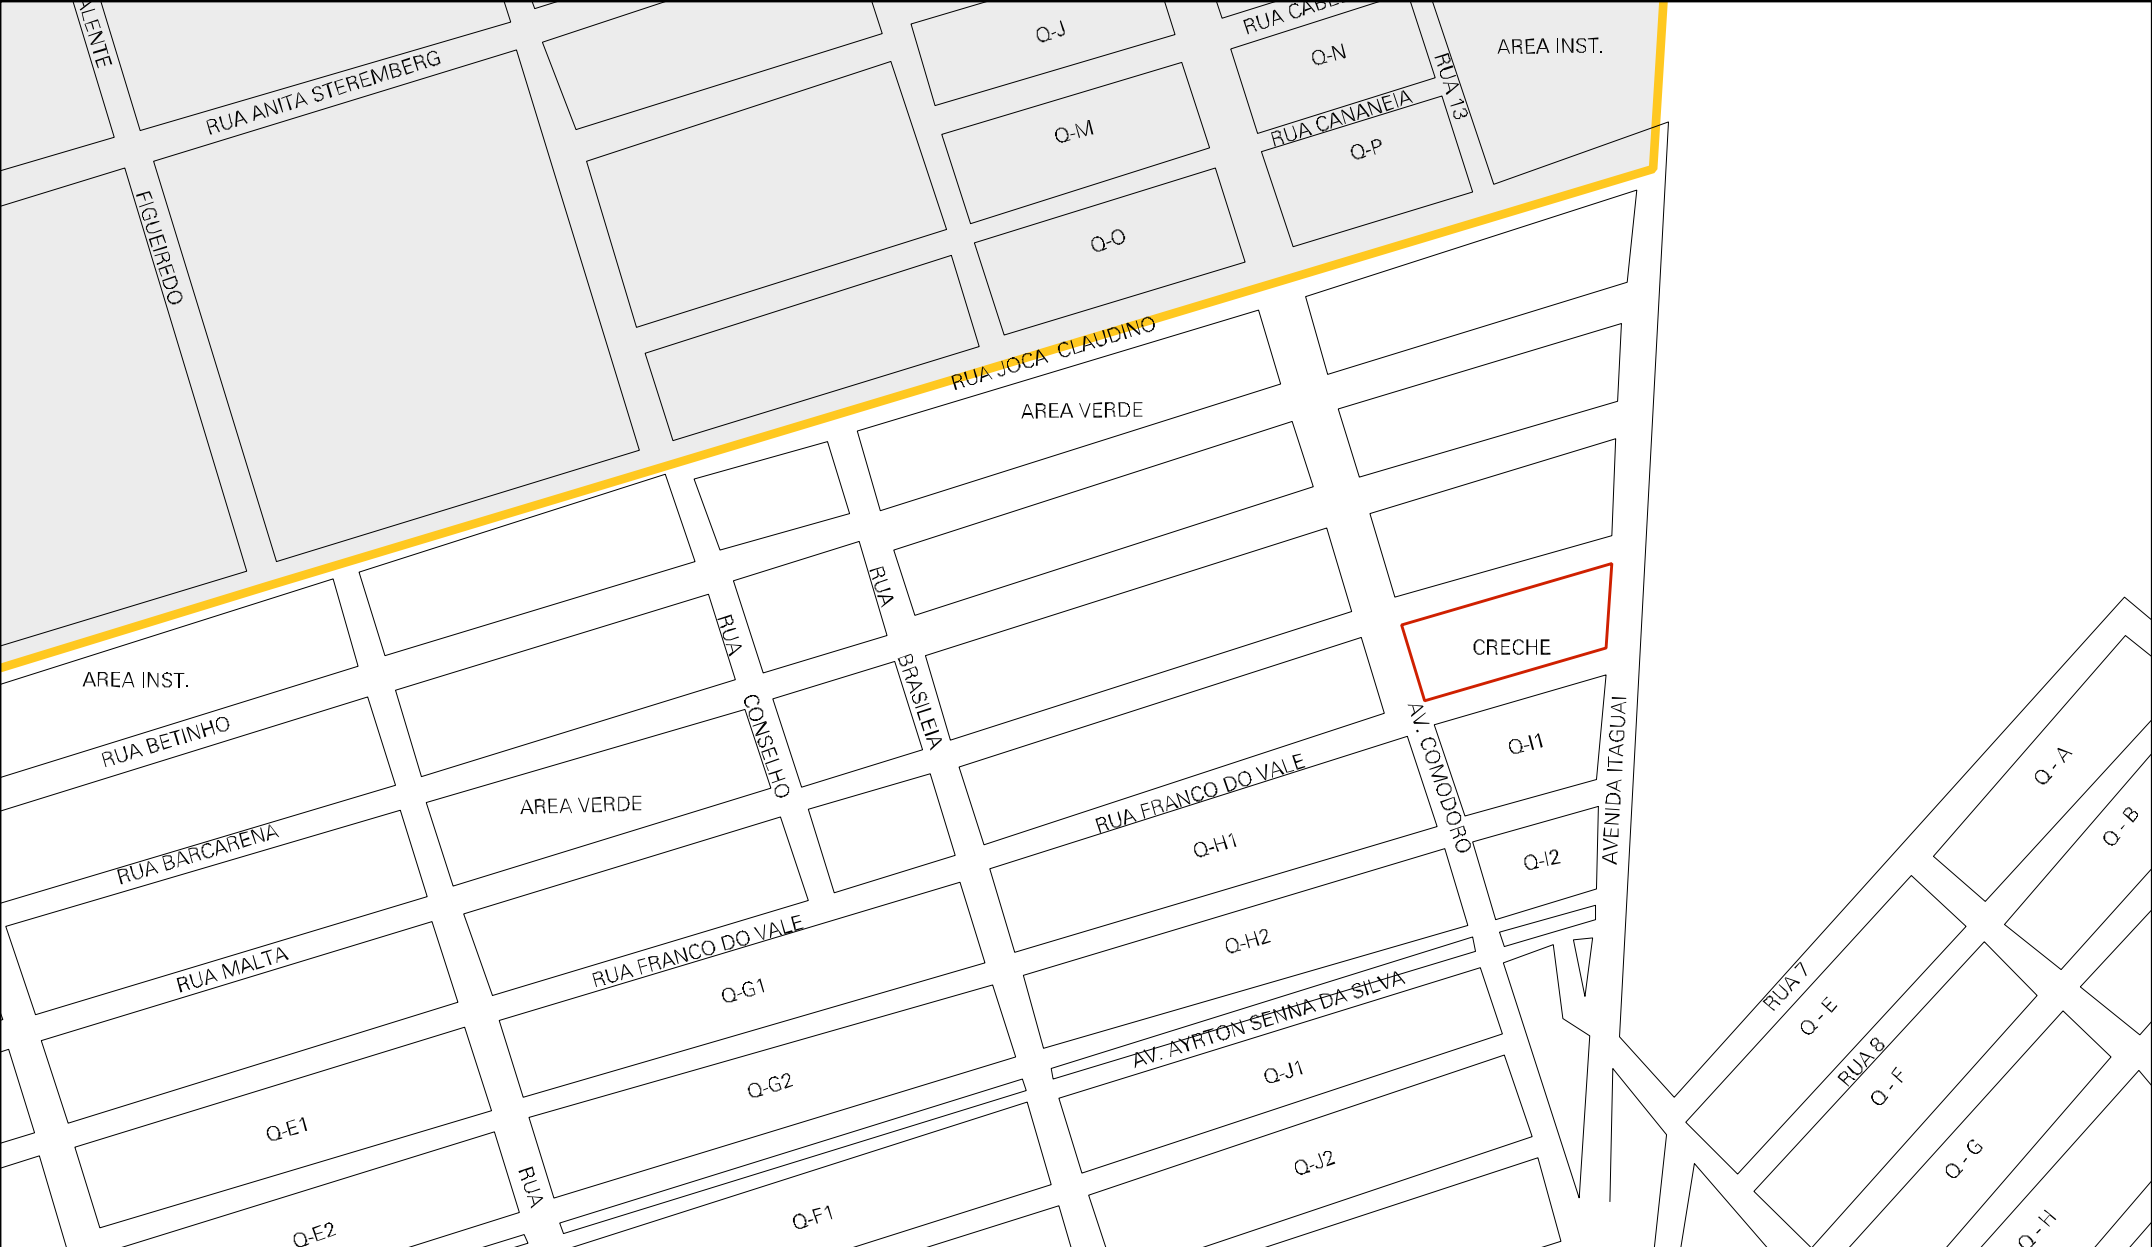 ALENTE
RUA ANITA STEREMBERG
FIGUEIREDO
Q-J
RUA
Q-N
RUA 13
AREA INST.
Q-M
RUA CANANEIA
Q-P
Q-O
RUA JOCA CLAUDINO
AREA VERDE
AREA INST.
RUA BETINHO
RUA BARCARENA
RUA MALTA
AREA VERDE
RUA
CONSELHO
RUA
BRASILEIA
CRECHE
AV. COMODORO
AVENIDA ITAGUAI
Q-I1
Q-I2
RUA FRANCO DO VALE
Q-H1
Q-H2
RUA FRANCO DO VALE
Q-G1
Q-G2
AV. AYRTON SENNA DA SILVA
Q-J1
Q-J2
Q-E1
Q-E2
RUA
Q-F1
Q - A
Q - B
RUA 7
Q - E
RUA 8
Q - F
Q - G
Q - H